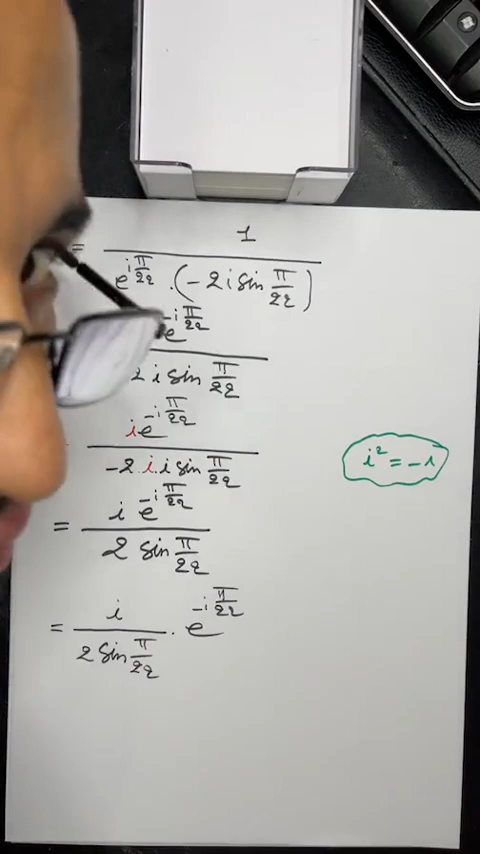 = 1 / (e^{iπ/22} · (-2i sin π/22))
e^{-iπ/22} / (2 i sin π/22)
i e^{-iπ/22} / (-2 i · i sin π/22)
i² = -1
= i e^{-iπ/22} / (2 sin π/22)
= i / (2 sin π/22) · e^{-iπ/22}